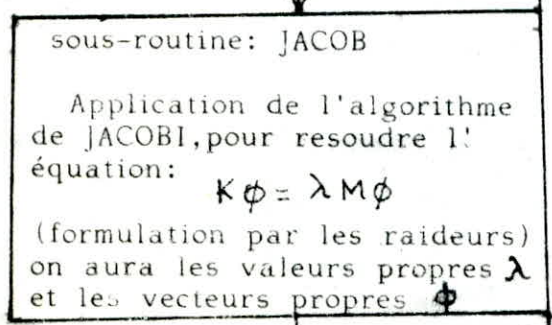 sous-routine: JACOB
Application de l'algorithme
de JACOBI,pour resoudre l'
équation:
Kϕ = λMϕ
(formulation par les raideurs)
on aura les valeurs propres λ
et les vecteurs propres ϕ